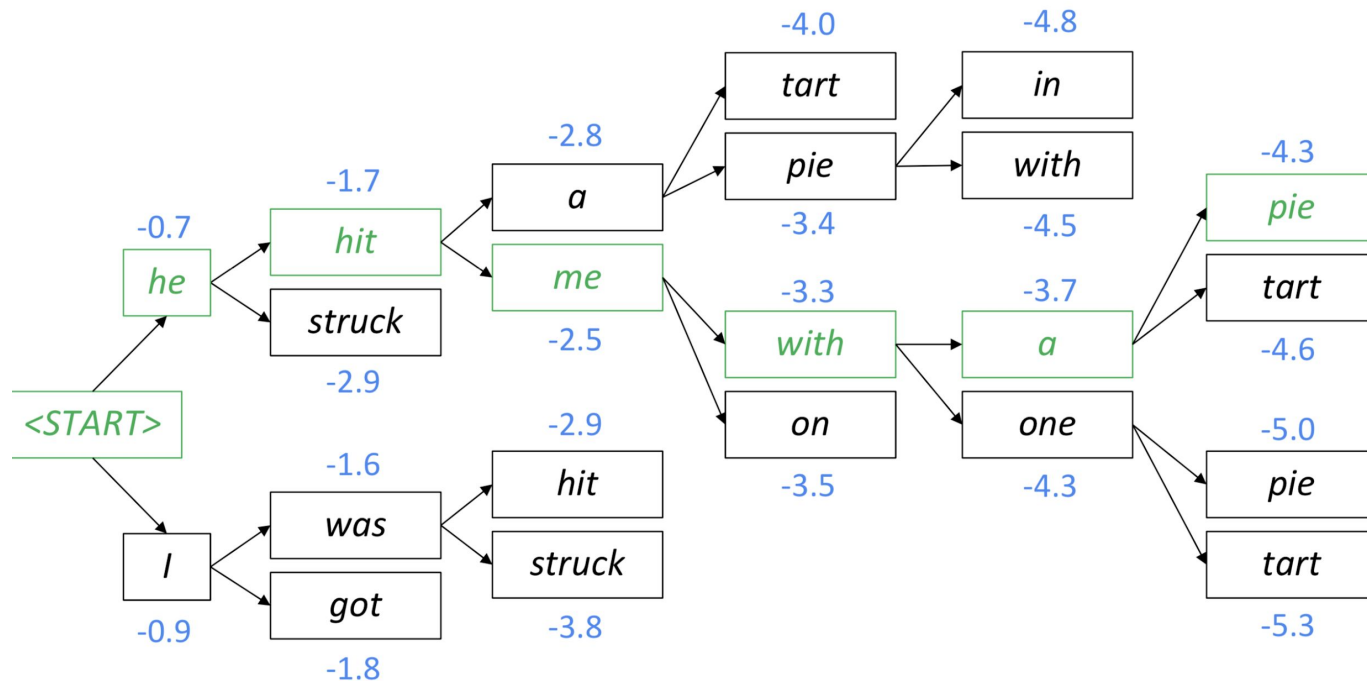 -4.0
-4.8
tart
in
-2.8
-4.3
-1.7
a
pie
with
pie
-0.7
hit
-3.4
-4.5
he
me
-3.3
-3.7
tart
struck
-2.5
with
a
-4.6
-2.9
<START>
-2.9
on
one
-5.0
-1.6
hit
-3.5
-4.3
pie
was
I
struck
tart
got
-0.9
-3.8
-5.3
-1.8